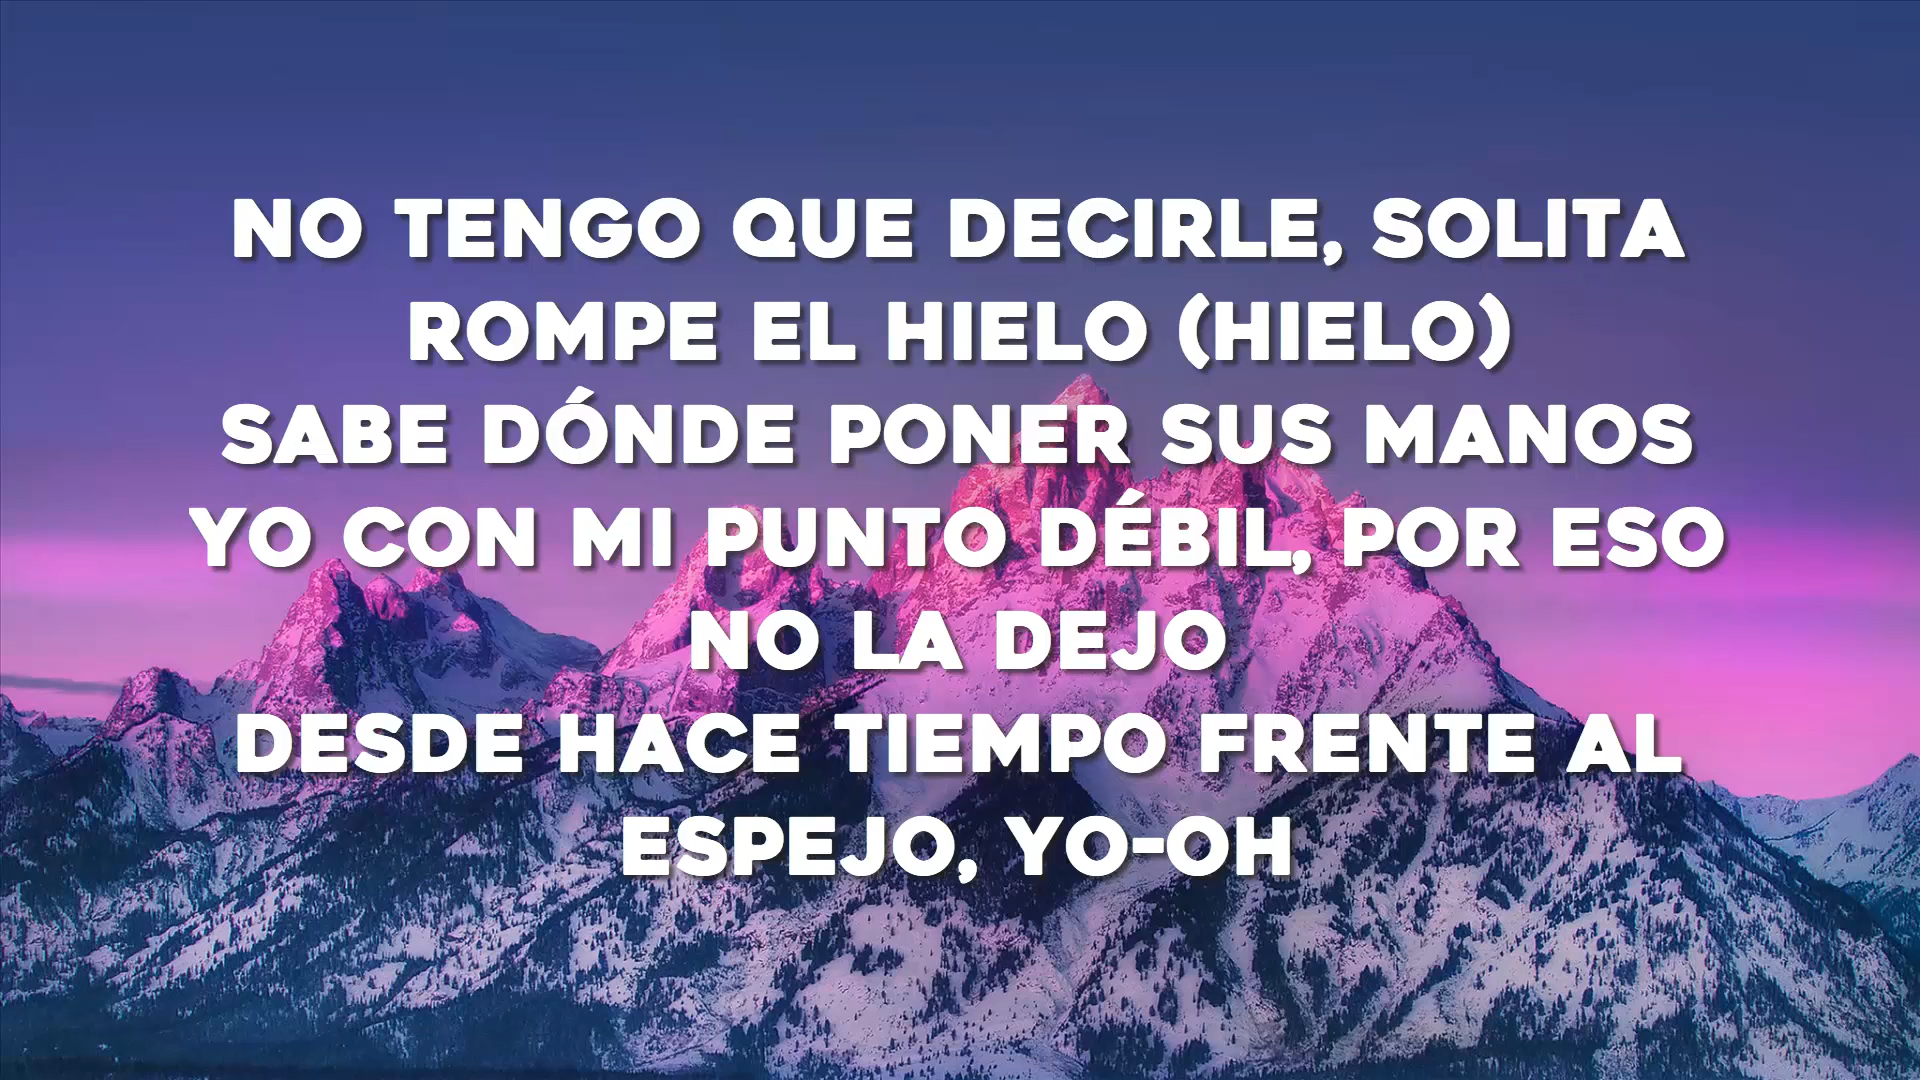 NO TENGO QUE DECIRLE, SOLITA
ROMPE EL HIELO (HIELO)
SABE DÓNDE PONER SUS MANOS
YO CON MI PUNTO DÉBIL, POR ESO
NO LA DEJO
DESDE HACE TIEMPO FRENTE AL
ESPEJO, YO-OH